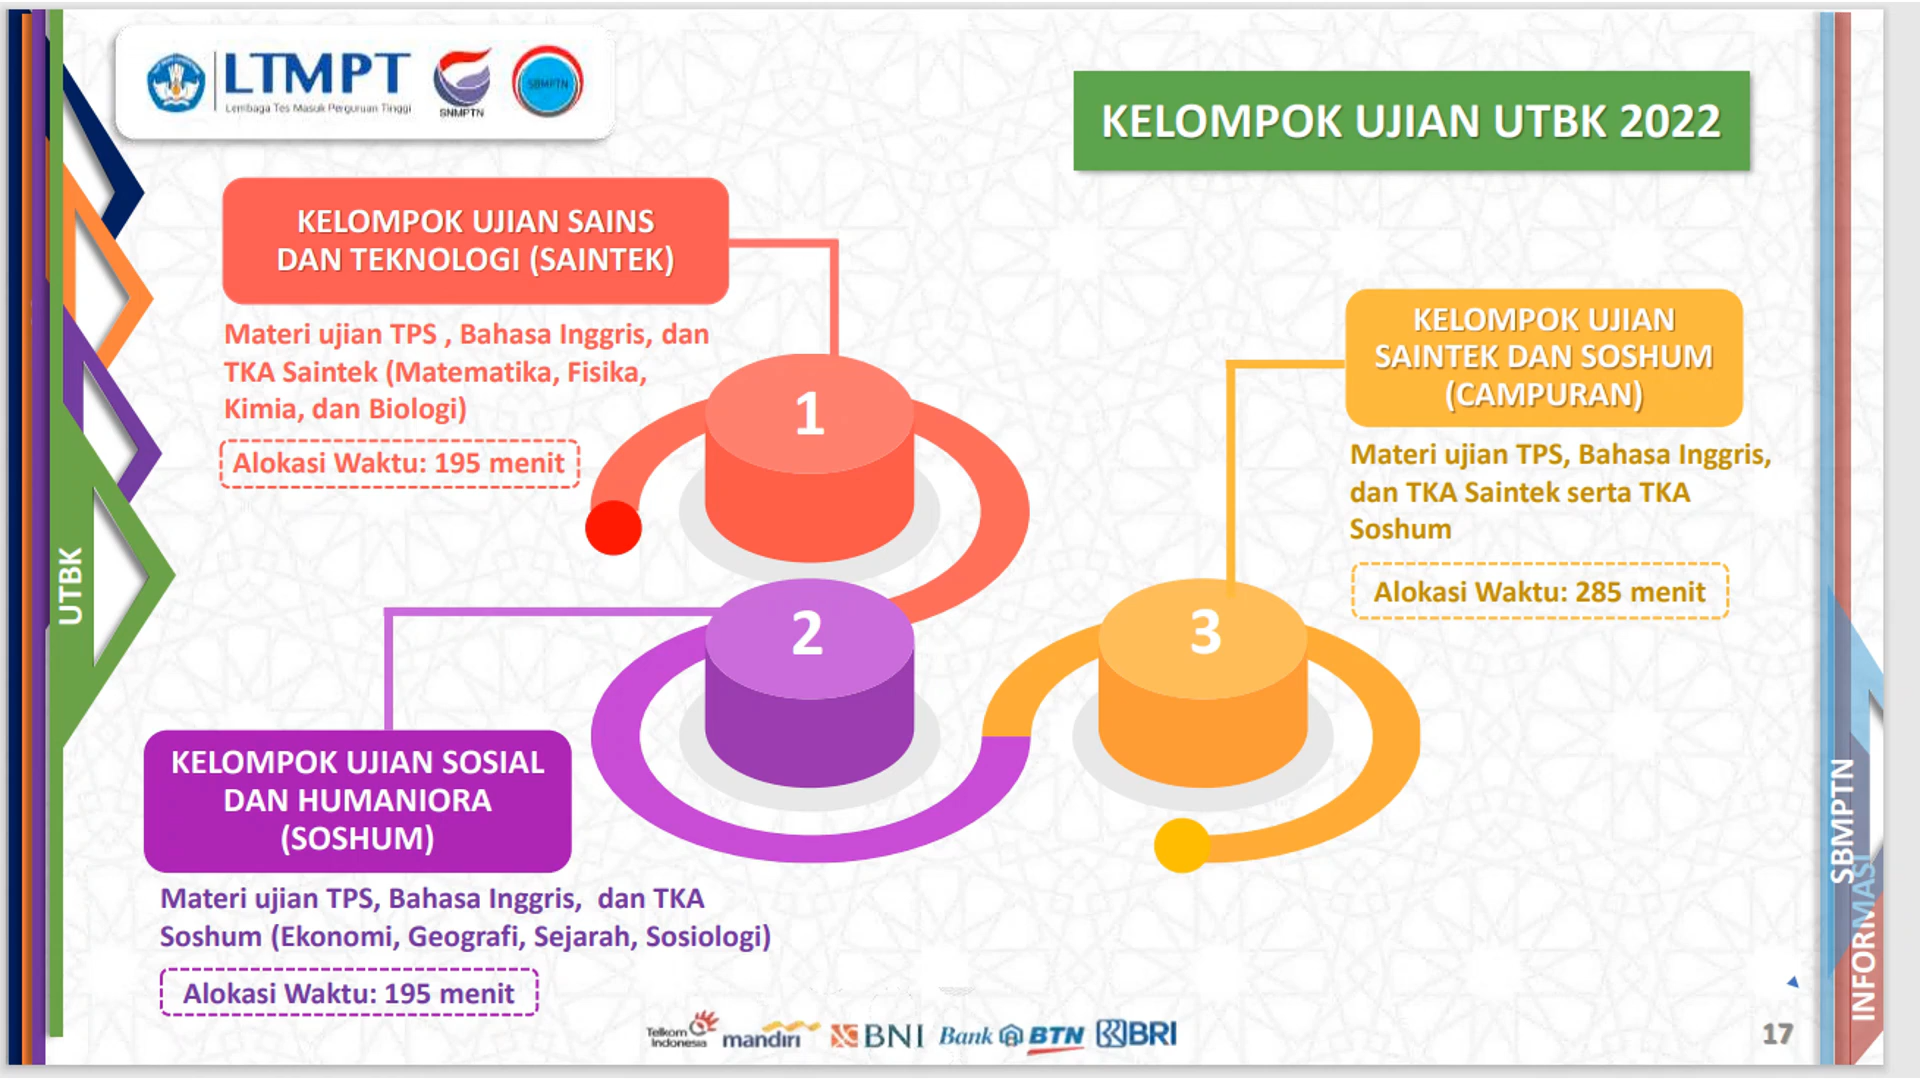 LTMPT
Lembaga Tes Masuk Perguruan Tinggi
SNMPTN
SBMPTN
KELOMPOK UJIAN UTBK 2022
KELOMPOK UJIAN SAINS
DAN TEKNOLOGI (SAINTEK)
Materi ujian TPS , Bahasa Inggris, dan
TKA Saintek (Matematika, Fisika,
Kimia, dan Biologi)
Alokasi Waktu: 195 menit
1
KELOMPOK UJIAN
SAINTEK DAN SOSHUM
(CAMPURAN)
Materi ujian TPS, Bahasa Inggris,
dan TKA Saintek serta TKA
Soshum
Alokasi Waktu: 285 menit
2
3
UTBK
KELOMPOK UJIAN SOSIAL
DAN HUMANIORA
(SOSHUM)
Materi ujian TPS, Bahasa Inggris,  dan TKA
Soshum (Ekonomi, Geografi, Sejarah, Sosiologi)
Alokasi Waktu: 195 menit
SBMPTN
INFORMASI
Telkom
Indonesia
mandiri
BNI
Bank BTN
BRI
17